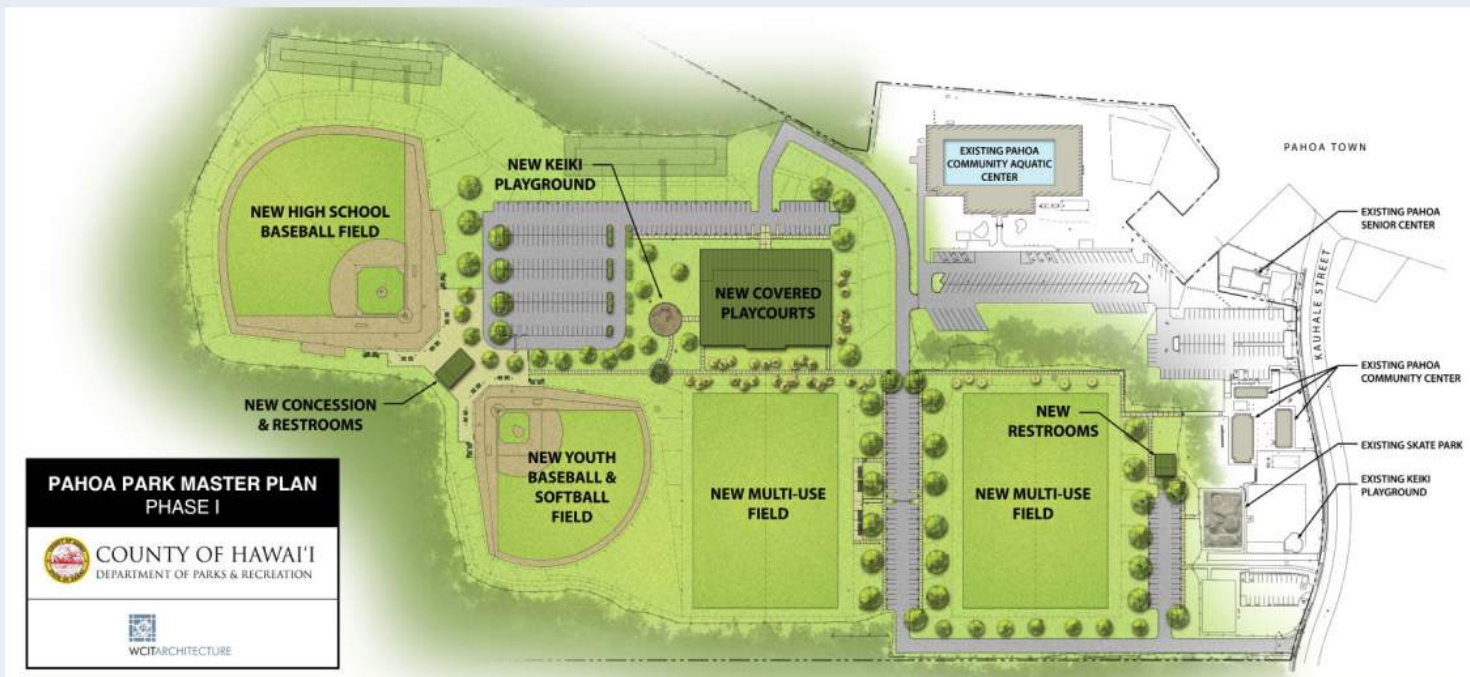 EXISTING PAHOA
COMMUNITY AQUATIC
CENTER
PAHOA TOWN
NEW KEIKI
PLAYGROUND
NEW HIGH SCHOOL
BASEBALL FIELD
EXISTING PAHOA
SENIOR CENTER
NEW COVERED
PLAYCOURTS
KAUHALE STREET
EXISTING PAHOA
COMMUNITY CENTER
NEW CONCESSION
& RESTROOMS
NEW
RESTROOMS
EXISTING SKATE PARK
NEW YOUTH
BASEBALL &
SOFTBALL
FIELD
NEW MULTI-USE
FIELD
NEW MULTI-USE
FIELD
EXISTING KEIKI
PLAYGROUND
PAHOA PARK MASTER PLAN
PHASE I
COUNTY OF HAWAI'I
DEPARTMENT OF PARKS & RECREATION
WCITARCHITECTURE